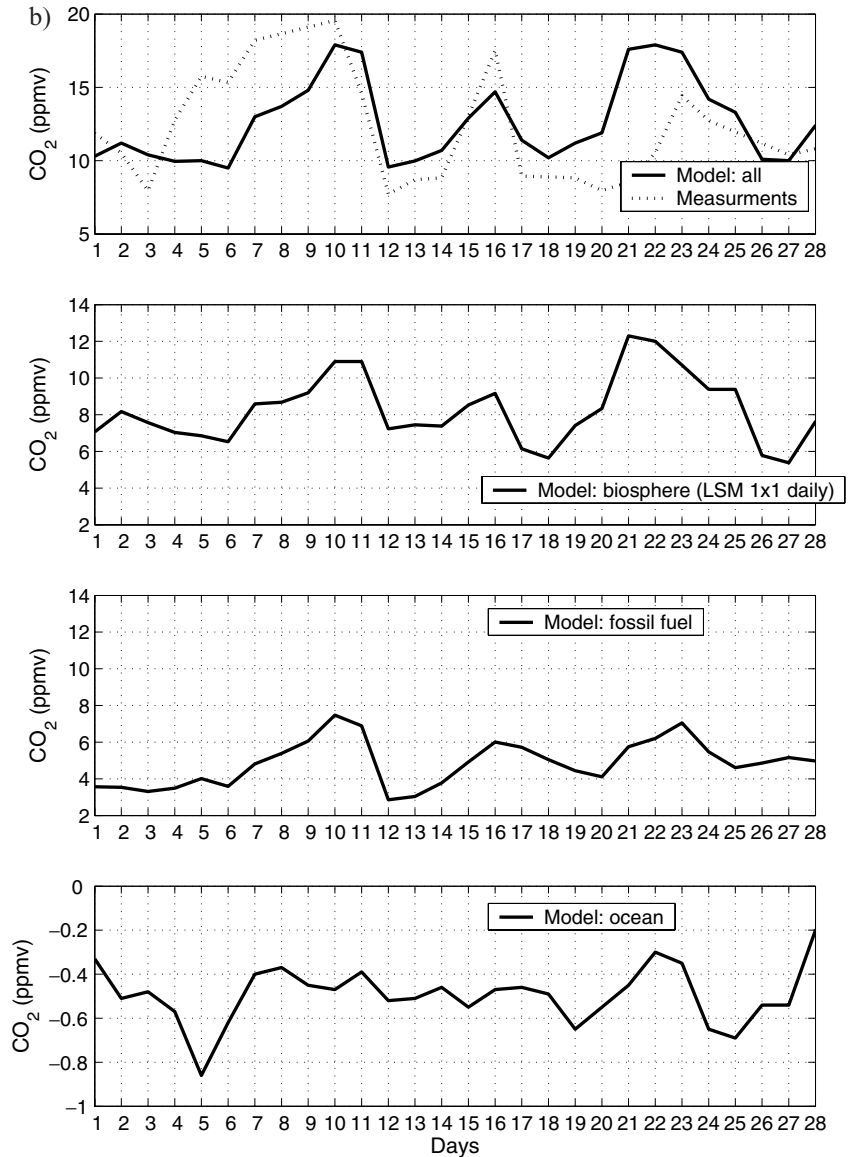 b)
20
15
10
5
CO2 (ppmv)
Model: all
Measurments
1 2 3 4 5 6 7 8 9 10 11 12 13 14 15 16 17 18 19 20 21 22 23 24 25 26 27 28
14
12
10
8
6
4
2
CO2 (ppmv)
Model: biosphere (LSM 1x1 daily)
1 2 3 4 5 6 7 8 9 10 11 12 13 14 15 16 17 18 19 20 21 22 23 24 25 26 27 28
14
12
10
8
6
4
2
CO2 (ppmv)
Model: fossil fuel
1 2 3 4 5 6 7 8 9 10 11 12 13 14 15 16 17 18 19 20 21 22 23 24 25 26 27 28
0
−0.2
−0.4
−0.6
−0.8
−1
CO2 (ppmv)
Model: ocean
1 2 3 4 5 6 7 8 9 10 11 12 13 14 15 16 17 18 19 20 21 22 23 24 25 26 27 28
Days